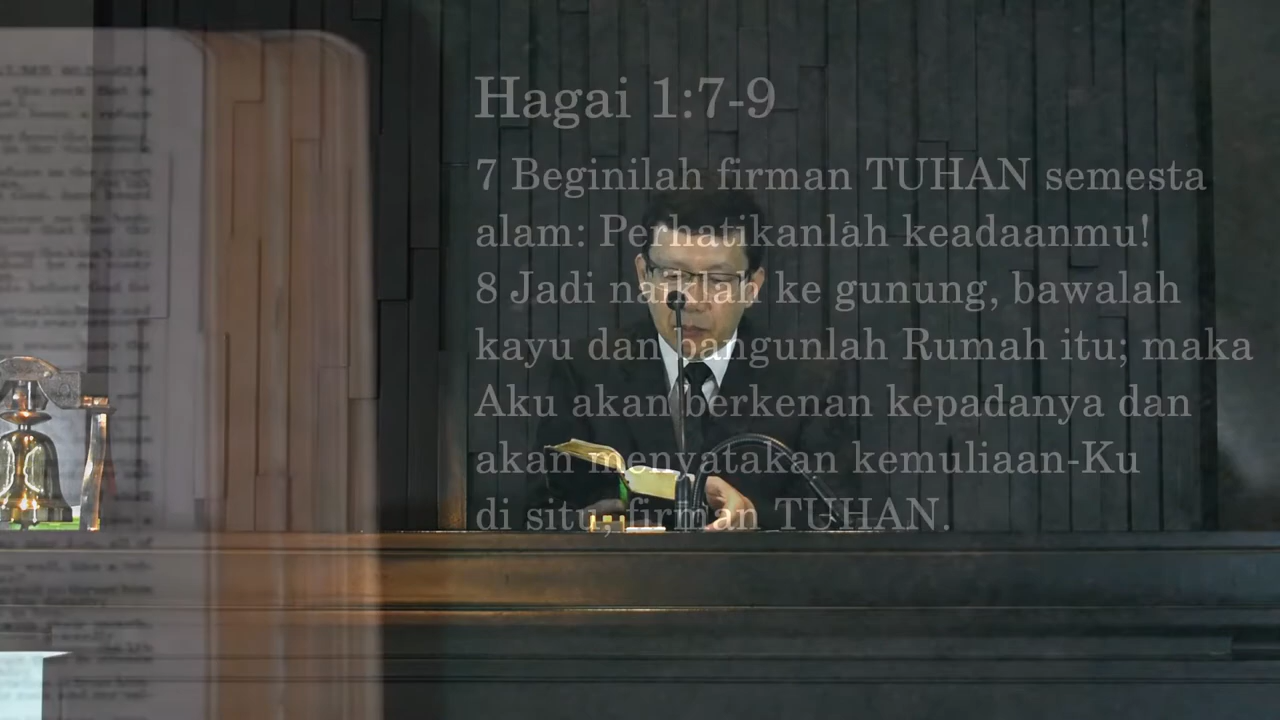 Hagai 1:7-9
7 Beginilah firman TUHAN semesta
alam: Perhatikanlah keadaanmu!
8 Jadi naiklah ke gunung, bawalah
kayu dan bangunlah Rumah itu; maka
Aku akan berkenan kepadanya dan
akan menyatakan kemuliaan-Ku
di situ, firman TUHAN.